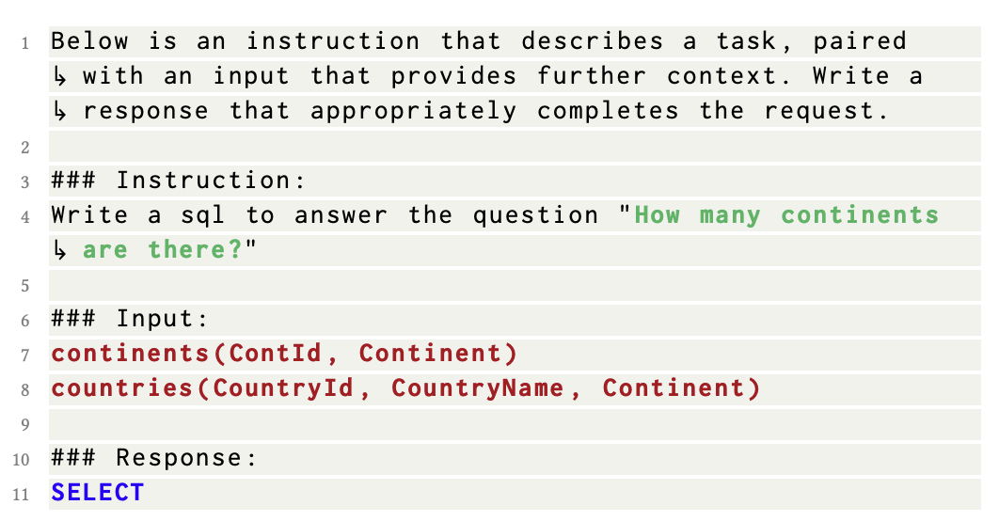 1 Below is an instruction that describes a task, paired
↳ with an input that provides further context. Write a
↳ response that appropriately completes the request.
2
3 ### Instruction:
4 Write a sql to answer the question "How many continents
↳ are there?"
5
6 ### Input:
7 continents(ContId, Continent)
8 countries(CountryId, CountryName, Continent)
9
10 ### Response:
11 SELECT